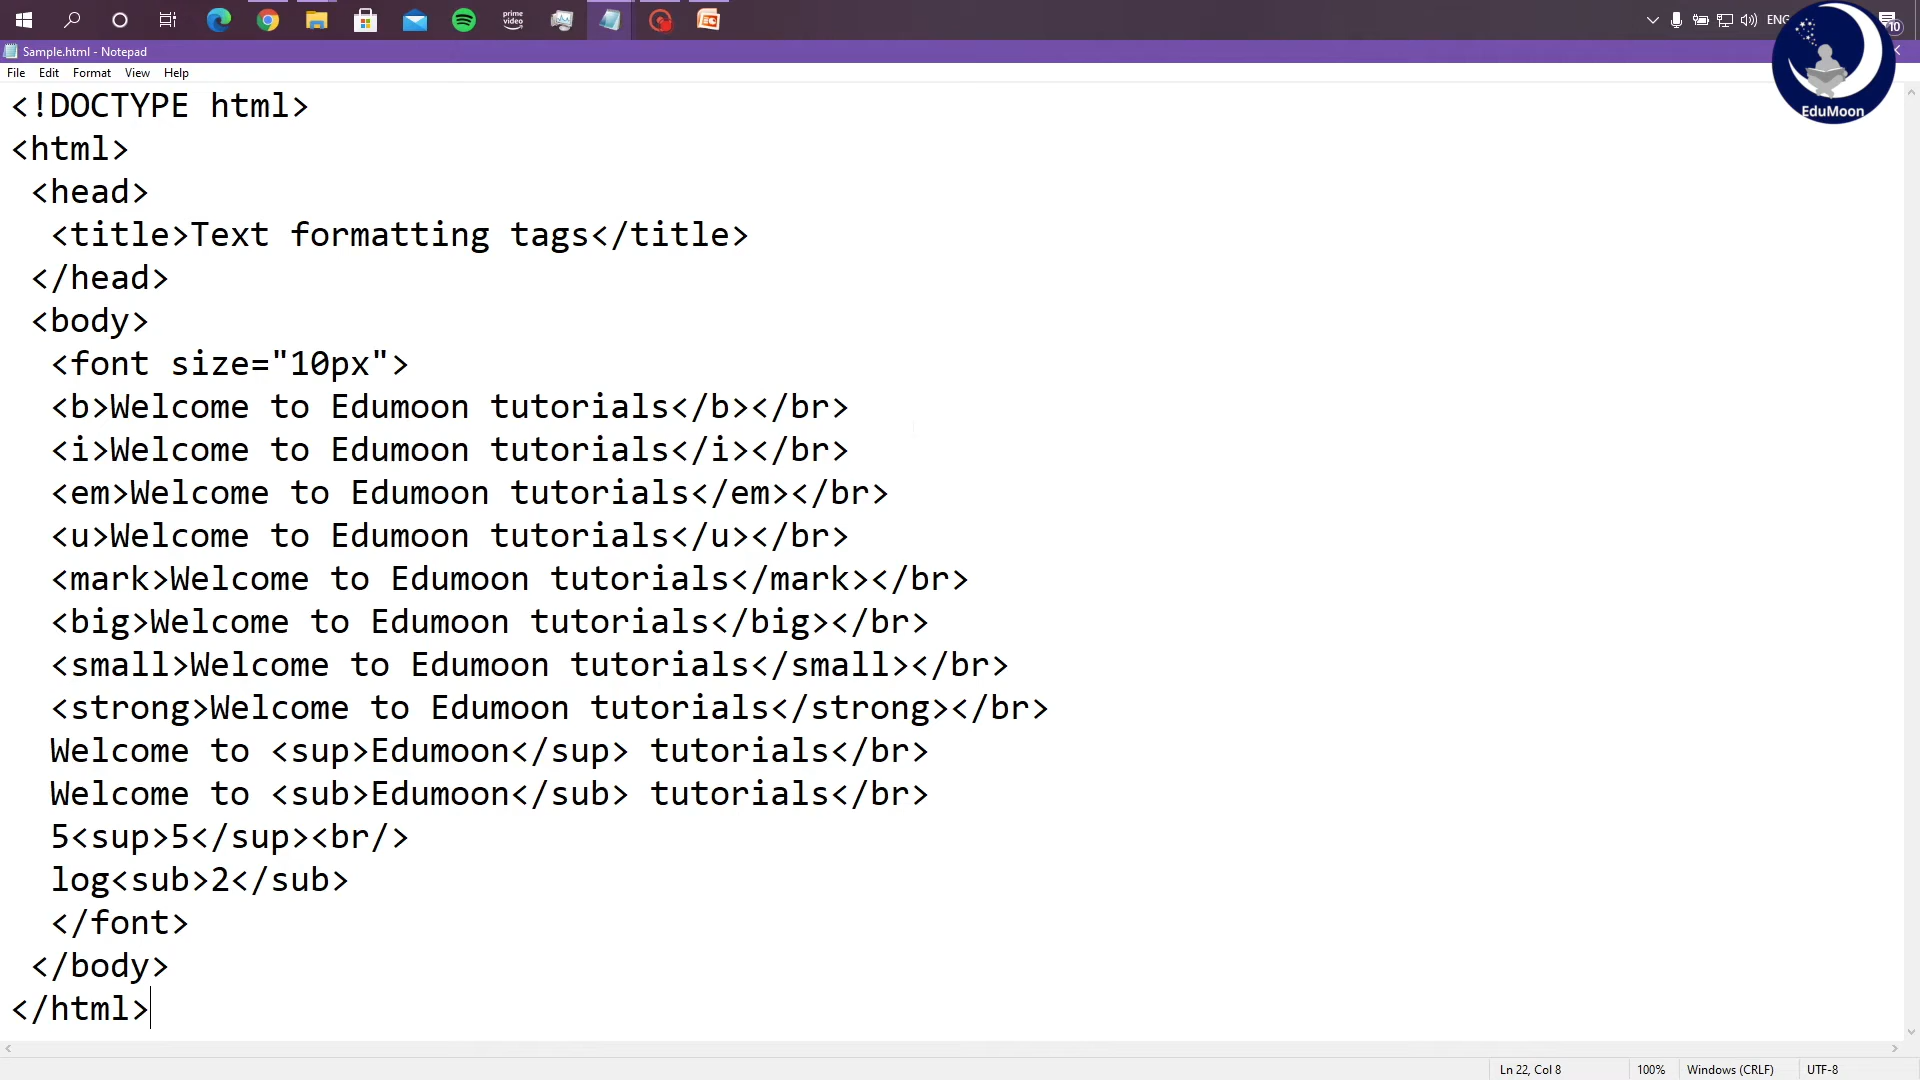 prime video
ENG
10
Sample.html - Notepad
File Edit Format View Help
EduMoon
<!DOCTYPE html>
<html>
<head>
<title>Text formatting tags</title>
</head>
<body>
<font size="10px">
<b>Welcome to Edumoon tutorials</b></br>
<i>Welcome to Edumoon tutorials</i></br>
<em>Welcome to Edumoon tutorials</em></br>
<u>Welcome to Edumoon tutorials</u></br>
<mark>Welcome to Edumoon tutorials</mark></br>
<big>Welcome to Edumoon tutorials</big></br>
<small>Welcome to Edumoon tutorials</small></br>
<strong>Welcome to Edumoon tutorials</strong></br>
Welcome to <sup>Edumoon</sup> tutorials</br>
Welcome to <sub>Edumoon</sub> tutorials</br>
5<sup>5</sup><br/>
log<sub>2</sub>
</font>
</body>
</html>
Ln 22, Col 8 100% Windows (CRLF) UTF-8